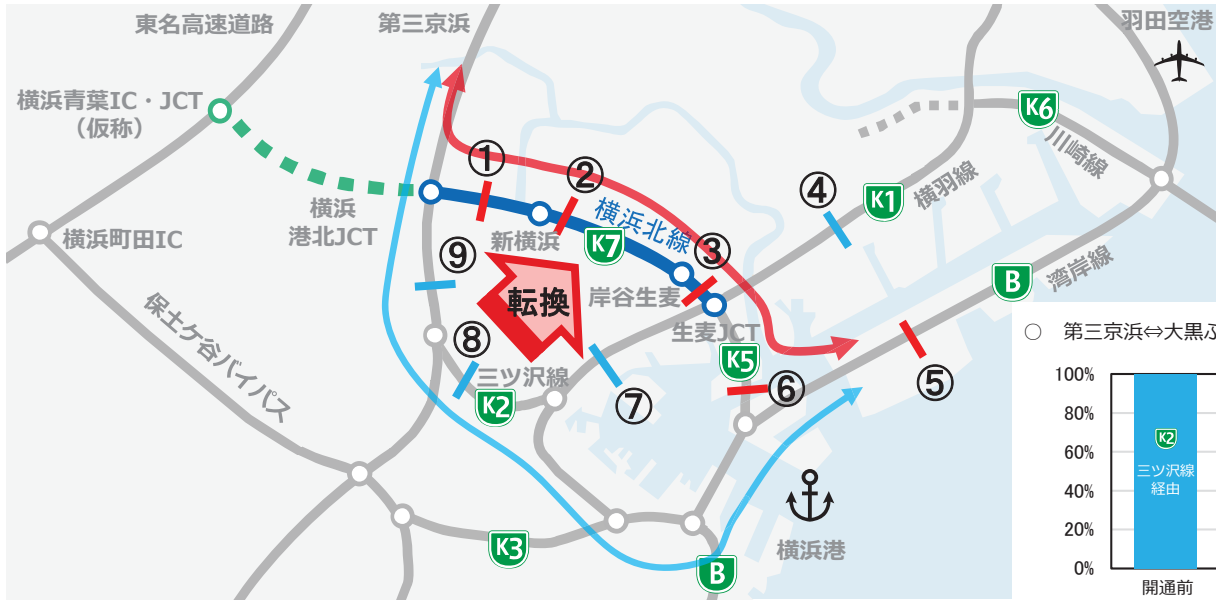 東名高速道路
第三京浜
羽田空港
横浜青葉IC・JCT
（仮称）
K6
川崎線
①
②
④
K1
横羽線
横浜
港北JCT
横浜北線
新横浜
K7
横浜町田IC
⑨
③
転換
岸谷生麦
生麦JCT
B
湾岸線
保土ケ谷バイパス
⑧
三ツ沢線
K2
⑦
K5
⑥
⑤
横浜港
K3
B
○ 第三京浜⇔大黒ふ
100%
80%
60%
40%
20%
0%
K2
三ツ沢線
経由
開通前